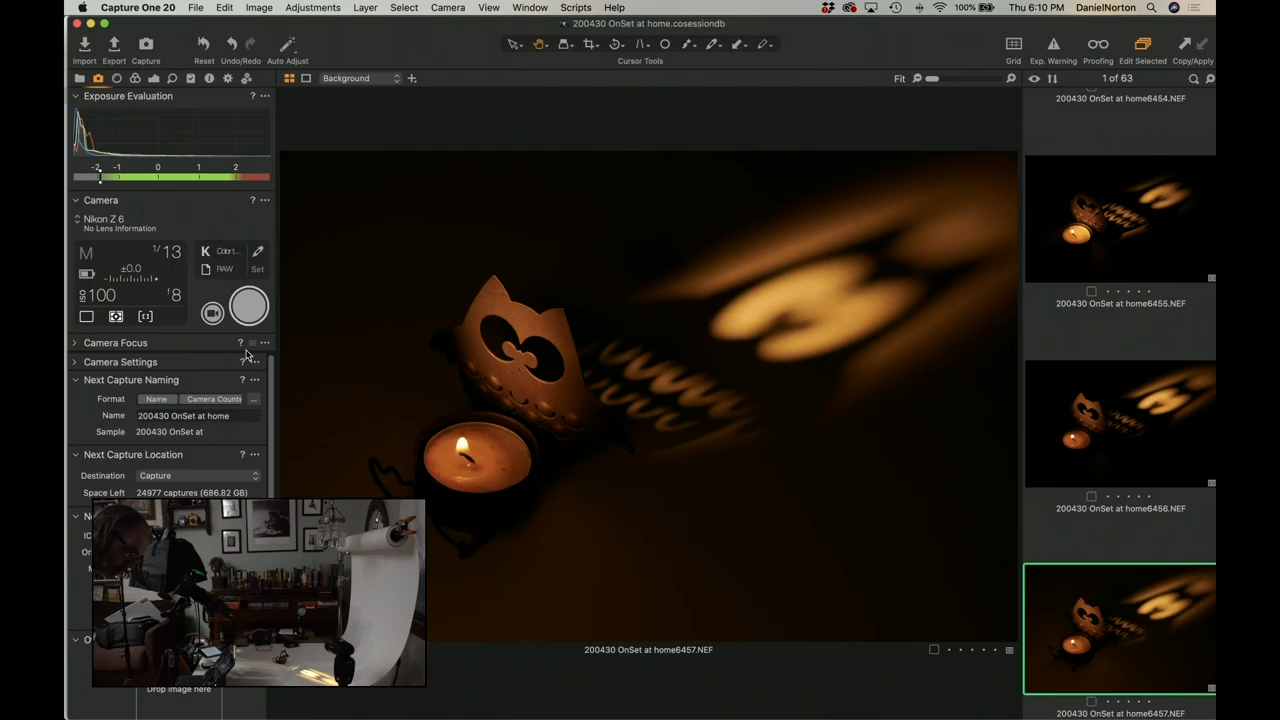 Capture One 20 File Edit Image Adjustments Layer Select Camera View Window Scripts Help 100% Thu 6:10 PM DanielNorton
200430 OnSet at home.cosessiondb
Import Export Capture Reset Undo/Redo Auto Adjust Cursor Tools Grid Exp. Warning Proofing Edit Selected Copy/Apply
Background Fit 1 of 63
Exposure Evaluation ?
-2 -1 0 1 2
Camera ?
Nikon Z 6
No Lens Information
M 1/13 K Color t... 
±0.0 RAW Set
ISO 100 f8
Camera Focus ?
Camera Settings ?
Next Capture Naming ?
Format Name Camera Count ...
Name 200430 OnSet at home
Sample 200430 OnSet at
Next Capture Location ?
Destination Capture
Space Left 24977 captures (686.82 GB)
Drop image here
200430 OnSet at home6457.NEF
200430 OnSet at home6454.NEF
200430 OnSet at home6455.NEF
200430 OnSet at home6456.NEF
200430 OnSet at home6457.NEF